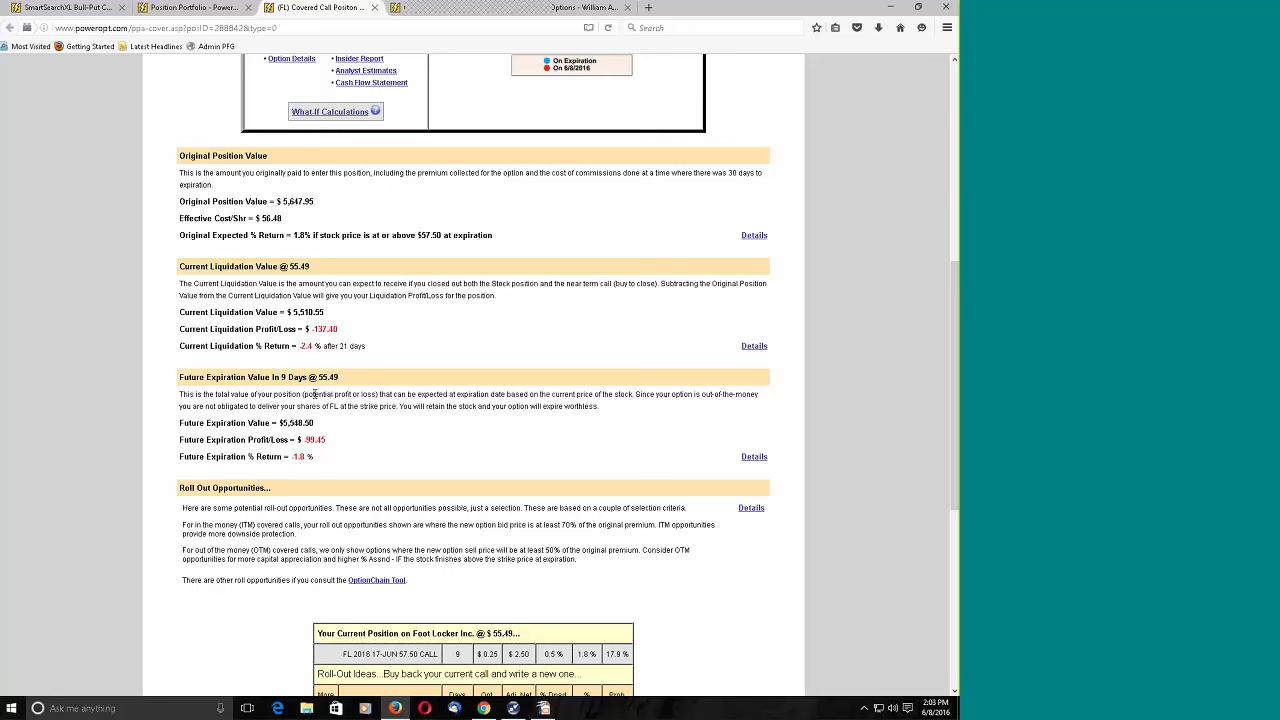 SmartSearchXL Bull-Put C...
Position Portfolio - Powe...
(FL) Covered Call Positon ...
Options - William A...
www.poweropt.com/ppa-cover.asp?posID=288842&type=0
Search
Most Visited
Getting Started
Latest Headlines
Admin PFG
• Option Details
• Insider Report
• Analyst Estimates
• Cash Flow Statement
What-If Calculations
On Expiration
On 6/8/2016
Original Position Value
This is the amount you originally paid to enter this position, including the premium collected for the option and the cost of commissions done at a time where there was 30 days to
expiration.
Original Position Value = $ 5,647.95
Effective Cost/Shr = $ 56.48
Original Expected % Return = 1.8% if stock price is at or above $57.50 at expiration
Details
Current Liquidation Value @ 55.49
The Current Liquidation Value is the amount you can expect to receive if you closed out both the Stock position and the near term call (buy to close). Subtracting the Original Position
Value from the Current Liquidation Value will give you your Liquidation Profit/Loss for the position.
Current Liquidation Value = $ 5,510.55
Current Liquidation Profit/Loss = $ -137.40
Current Liquidation % Return = -2.4 % after 21 days
Details
Future Expiration Value In 9 Days @ 55.49
This is the total value of your position (potential profit or loss) that can be expected at expiration date based on the current price of the stock. Since your option is out-of-the-money
you are not obligated to deliver your shares of FL at the strike price. You will retain the stock and your option will expire worthless.
Future Expiration Value = $5,548.50
Future Expiration Profit/Loss = $ -99.45
Future Expiration % Return = -1.8 %
Details
Roll Out Opportunities...
Here are some potential roll-out opportunities. These are not all opportunities possible, just a selection. These are based on a couple of selection criteria.
Details
For in the money (ITM) covered calls, your roll out opportunities shown are where the new option bid price is at least 70% of the original premium. ITM opportunities
provide more downside protection.
For out of the money (OTM) covered calls, we only show options where the new option sell price will be at least 50% of the original premium. Consider OTM
opportunities for more capital appreciation and higher % Assnd - IF the stock finishes above the strike price at expiration.
There are other roll opportunities if you consult the OptionChain Tool.
Your Current Position on Foot Locker Inc. @ $ 55.49...
FL 2016 17-JUN 57.50 CALL 9 $ 0.25 $ 2.50 0.5 % 1.8 % 17.9 %
Roll-Out Ideas...Buy back your current call and write a new one...
More Days Opt Adj. Net % Dnsd % Prob
Ask me anything
2:03 PM
6/8/2016